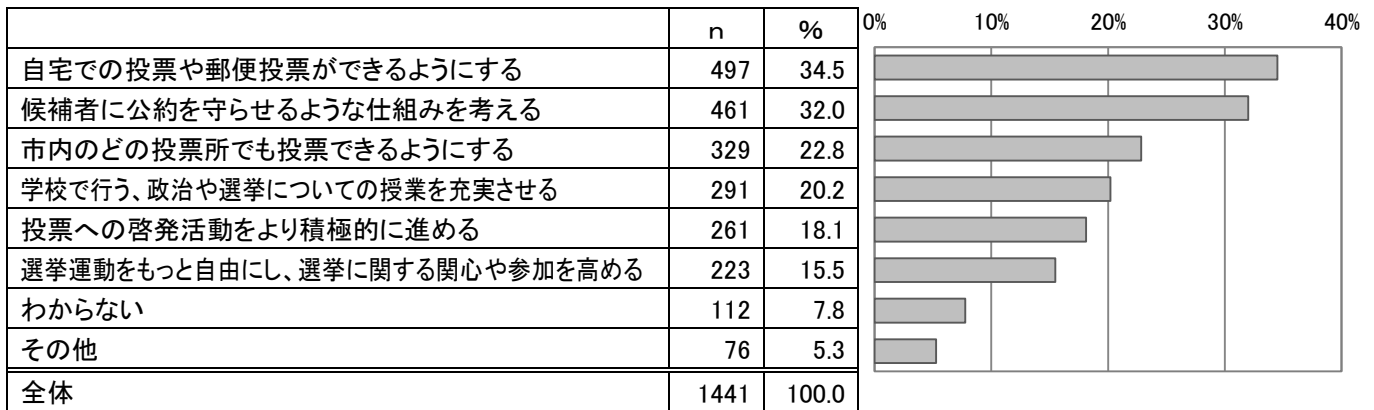 n % 0% 10% 20% 30% 40%
自宅での投票や郵便投票ができるようにする 497 34.5
候補者に公約を守らせるような仕組みを考える 461 32.0
市内のどの投票所でも投票できるようにする 329 22.8
学校で行う、政治や選挙についての授業を充実させる 291 20.2
投票への啓発活動をより積極的に進める 261 18.1
選挙運動をもっと自由にし、選挙に関する関心や参加を高める 223 15.5
わからない 112 7.8
その他 76 5.3
全体 1441 100.0